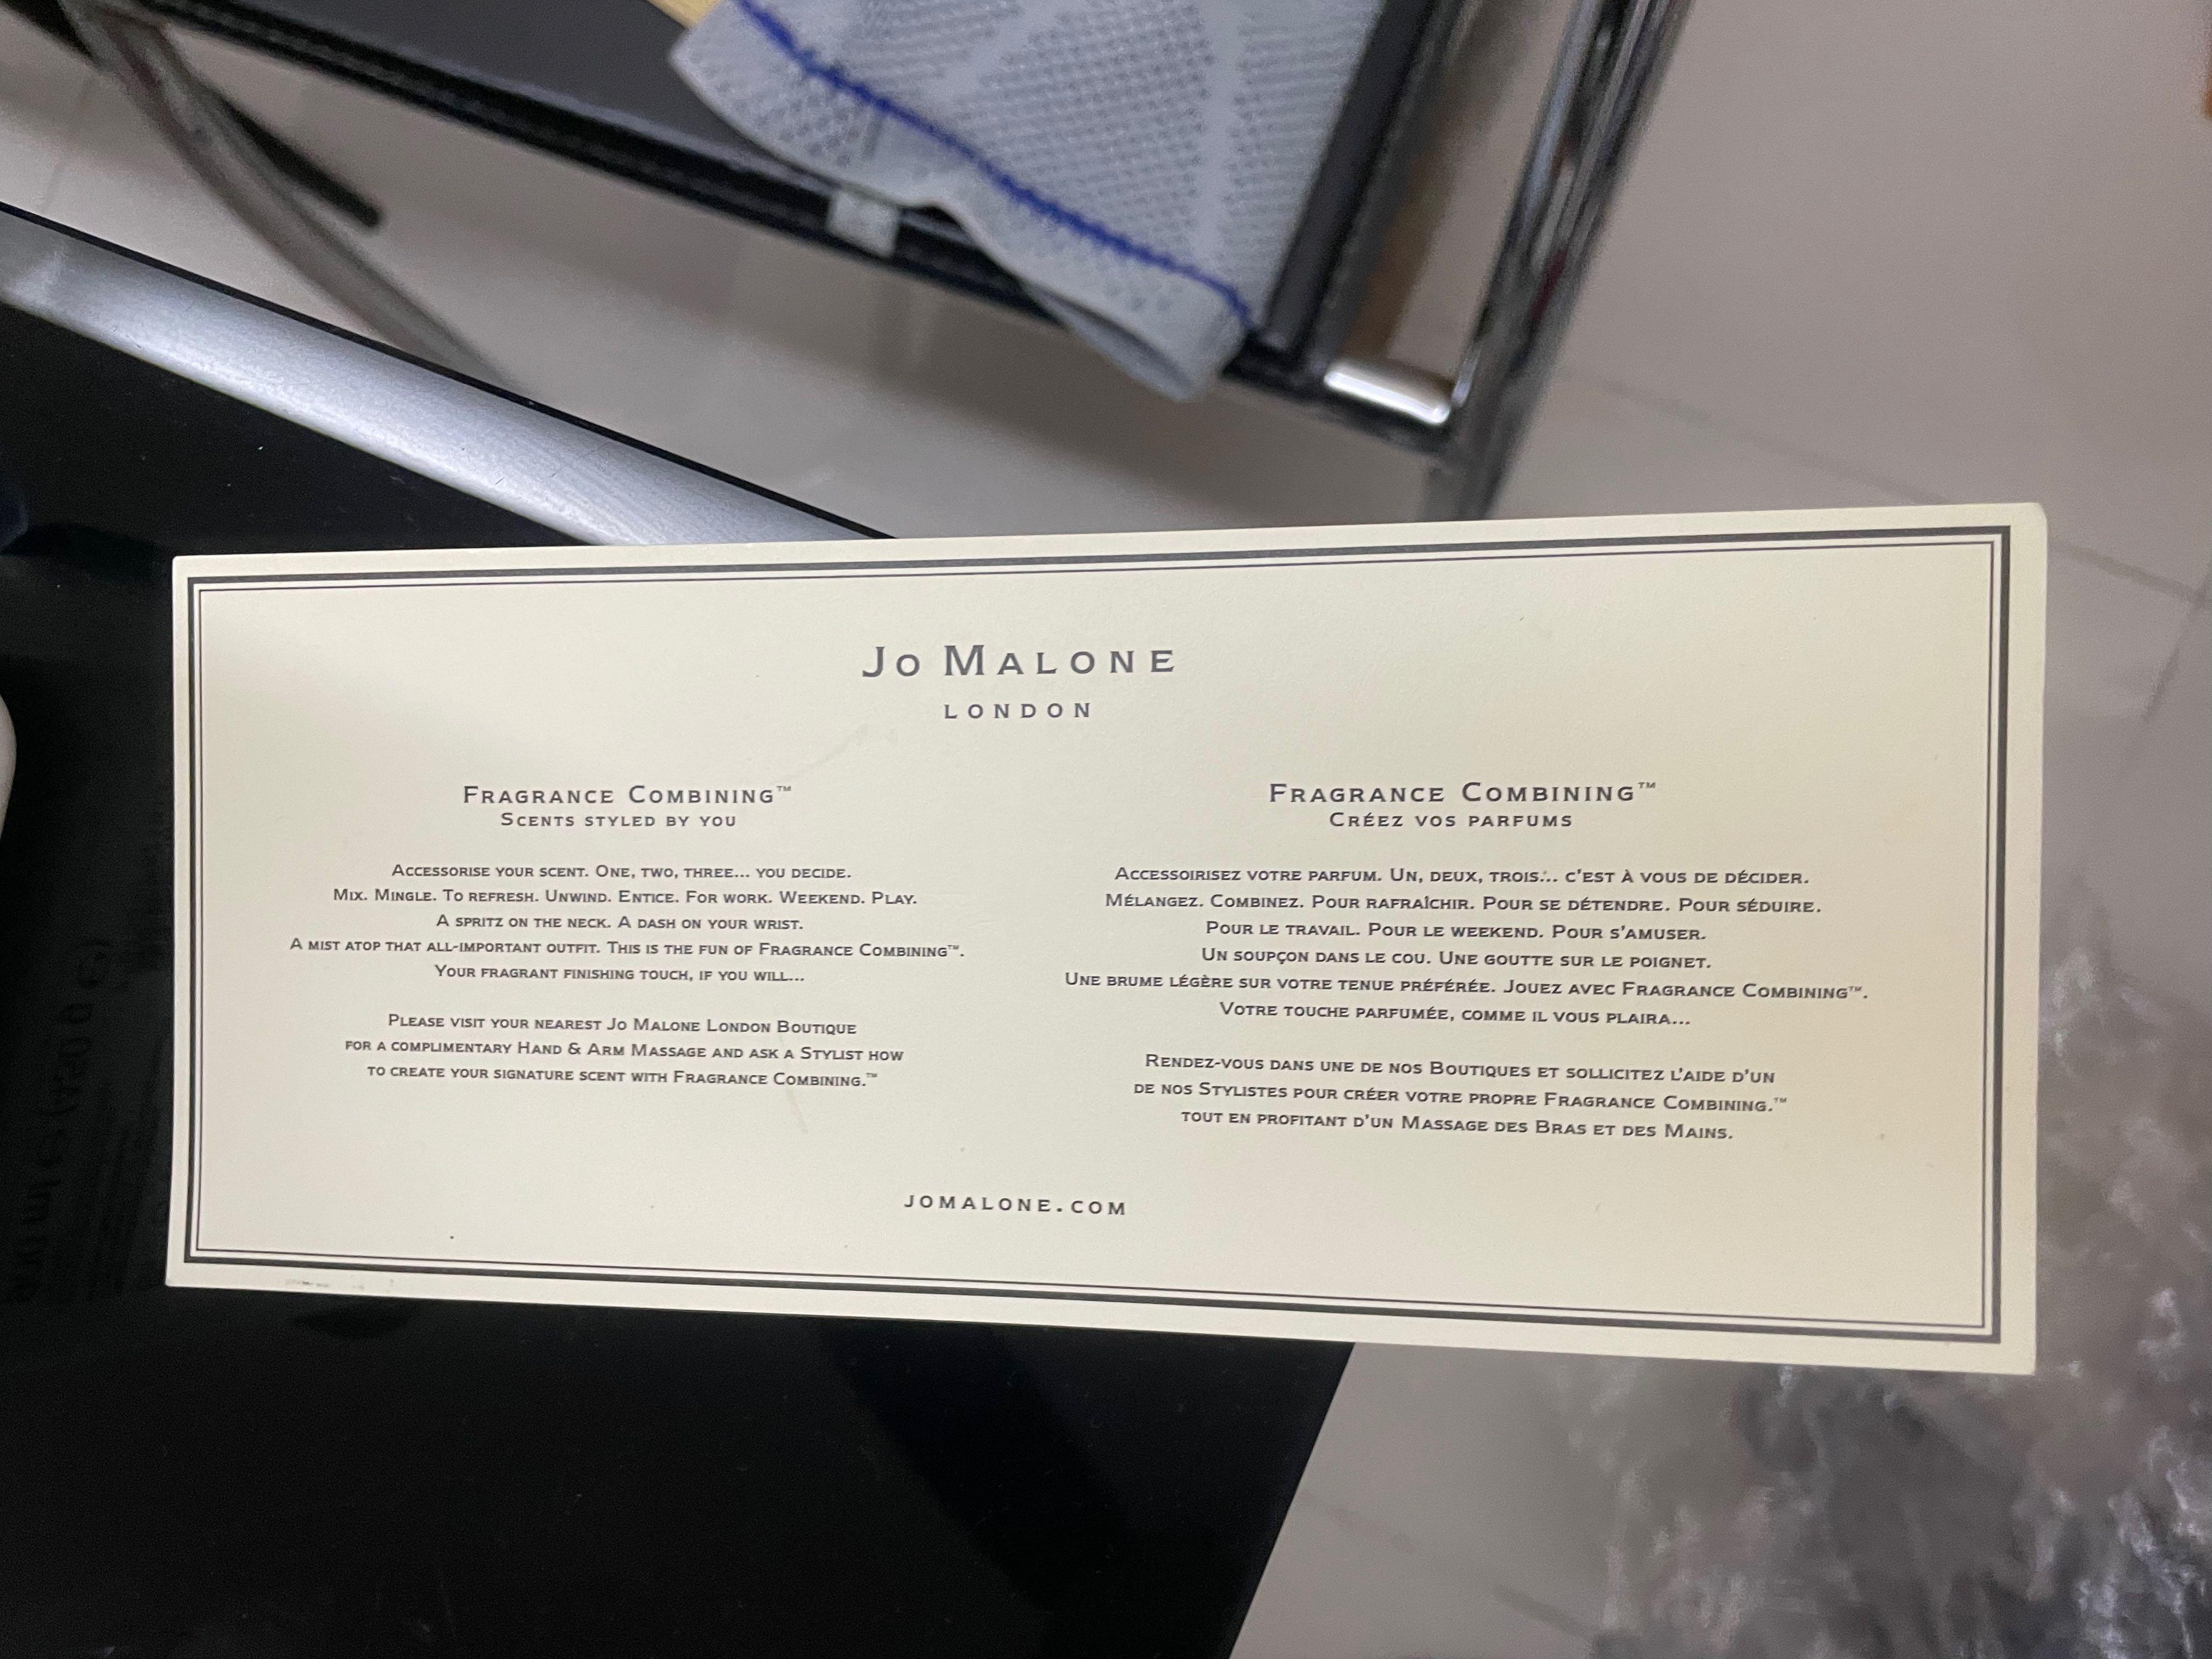 Jo Malone
London
Fragrance Combining™
Scents styled by you
Accessorise your scent. One, two, three... you decide.
Mix. Mingle. To refresh. Unwind. Entice. For work. Weekend. Play.
A spritz on the neck. A dash on your wrist.
A mist atop that all-important outfit. This is the fun of Fragrance Combining™.
Your fragrant finishing touch, if you will...
Please visit your nearest Jo Malone London Boutique
for a complimentary Hand & Arm Massage and ask a Stylist how
to create your signature scent with Fragrance Combining.™
Fragrance Combining™
Créez vos parfums
Accessoirisez votre parfum. Un, deux, trois... c'est à vous de décider.
Mélangez. Combinez. Pour rafraîchir. Pour se détendre. Pour séduire.
Pour le travail. Pour le weekend. Pour s'amuser.
Un soupçon dans le cou. Une goutte sur le poignet.
Une brume légère sur votre tenue préférée. Jouez avec Fragrance Combining™.
Votre touche parfumée, comme il vous plaira...
Rendez-vous dans une de nos Boutiques et sollicitez l'aide d'un
de nos Stylistes pour créer votre propre Fragrance Combining.™
tout en profitant d'un Massage des Bras et des Mains.
jomalone.com